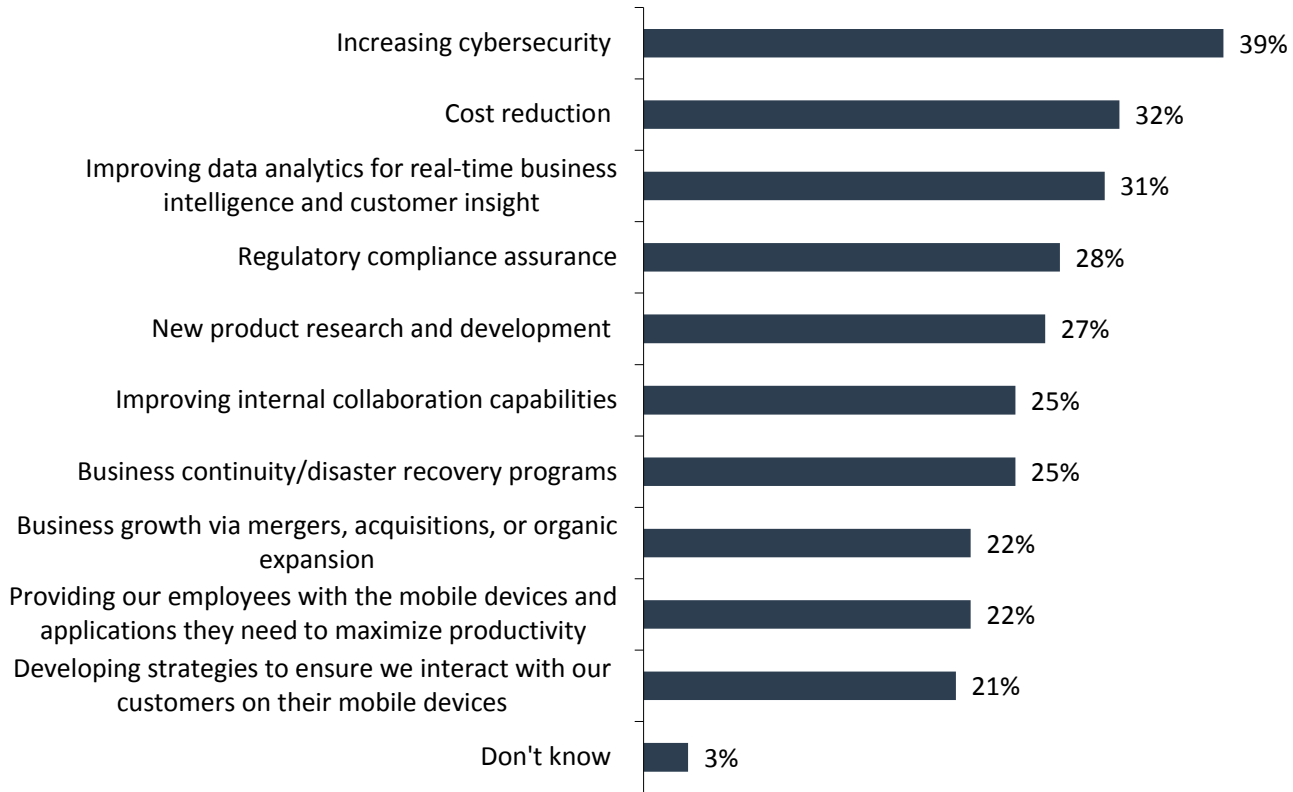 Increasing cybersecurity
39%
Cost reduction
32%
Improving data analytics for real-time business
intelligence and customer insight
31%
Regulatory compliance assurance
28%
New product research and development
27%
Improving internal collaboration capabilities
25%
Business continuity/disaster recovery programs
25%
Business growth via mergers, acquisitions, or organic
expansion
22%
Providing our employees with the mobile devices and
applications they need to maximize productivity
22%
Developing strategies to ensure we interact with our
customers on their mobile devices
21%
Don't know
3%